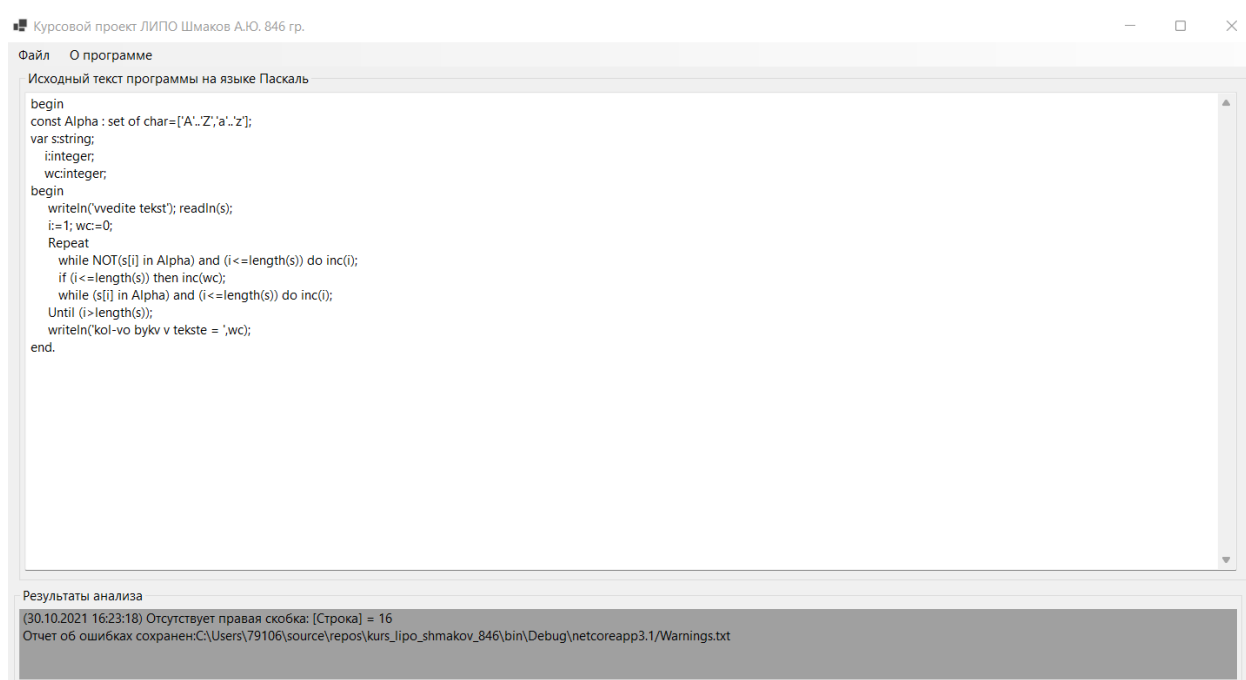 Курсовой проект ЛИПО Шмаков А.Ю. 846 гр.
Файл О программе
Исходный текст программы на языке Паскаль
begin
const Alpha : set of char=['A'..'Z','a'..'z'];
var s:string;
i:integer;
wc:integer;
begin
writeln('vvedite tekst'); readln(s);
i:=1; wc:=0;
Repeat
while NOT(s[i] in Alpha) and (i<=length(s)) do inc(i);
if (i<=length(s)) then inc(wc);
while (s[i] in Alpha) and (i<=length(s)) do inc(i);
Until (i>length(s));
writeln('kol-vo bykv v tekste = ',wc);
end.
Результаты анализа
(30.10.2021 16:23:18) Отсутствует правая скобка: [Строка] = 16
Отчет об ошибках сохранен:C:\Users\79106\source\repos\kurs_lipo_shmakov_846\bin\Debug\netcoreapp3.1/Warnings.txt